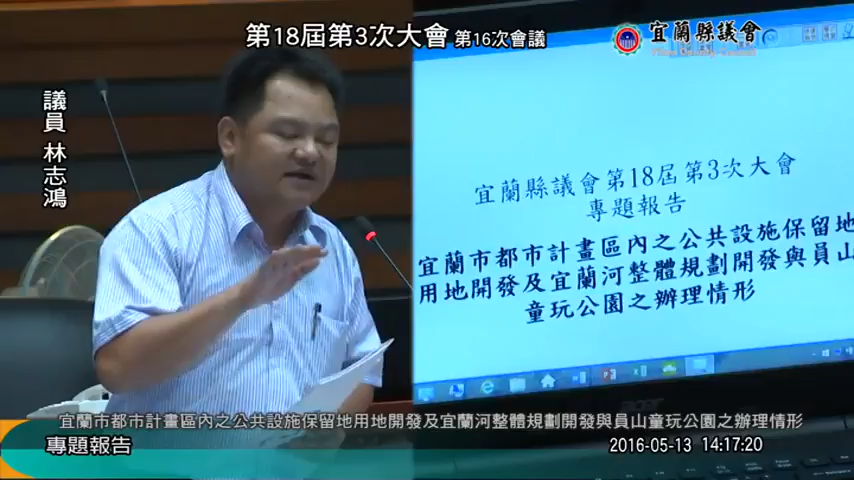 第18屆第3次大會 第16次會議
宜蘭縣議會
議員 林志鴻
宜蘭縣議會第18屆第3次大會
專題報告
宜蘭市都市計畫區內之公共設施保留地
用地開發及宜蘭河整體規劃開發與員山
童玩公園之辦理情形
acer
宜蘭市都市計畫區內之公共設施保留地用地開發及宜蘭河整體規劃開發與員山童玩公園之辦理情形
專題報告
2016-05-13 14:17:20